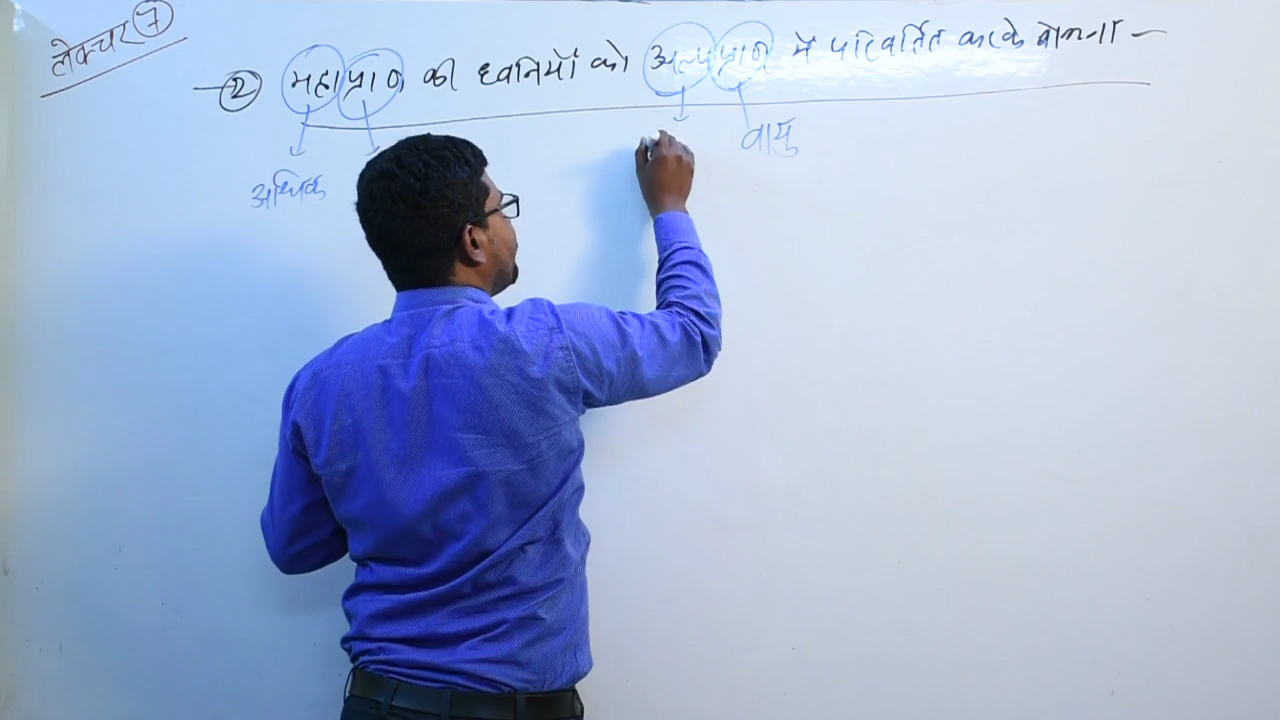 लेक्चर 7
② महाप्राण की ध्वनियों को अल्पप्राण में परिवर्तित करके बोलना -
वायु
अधिक